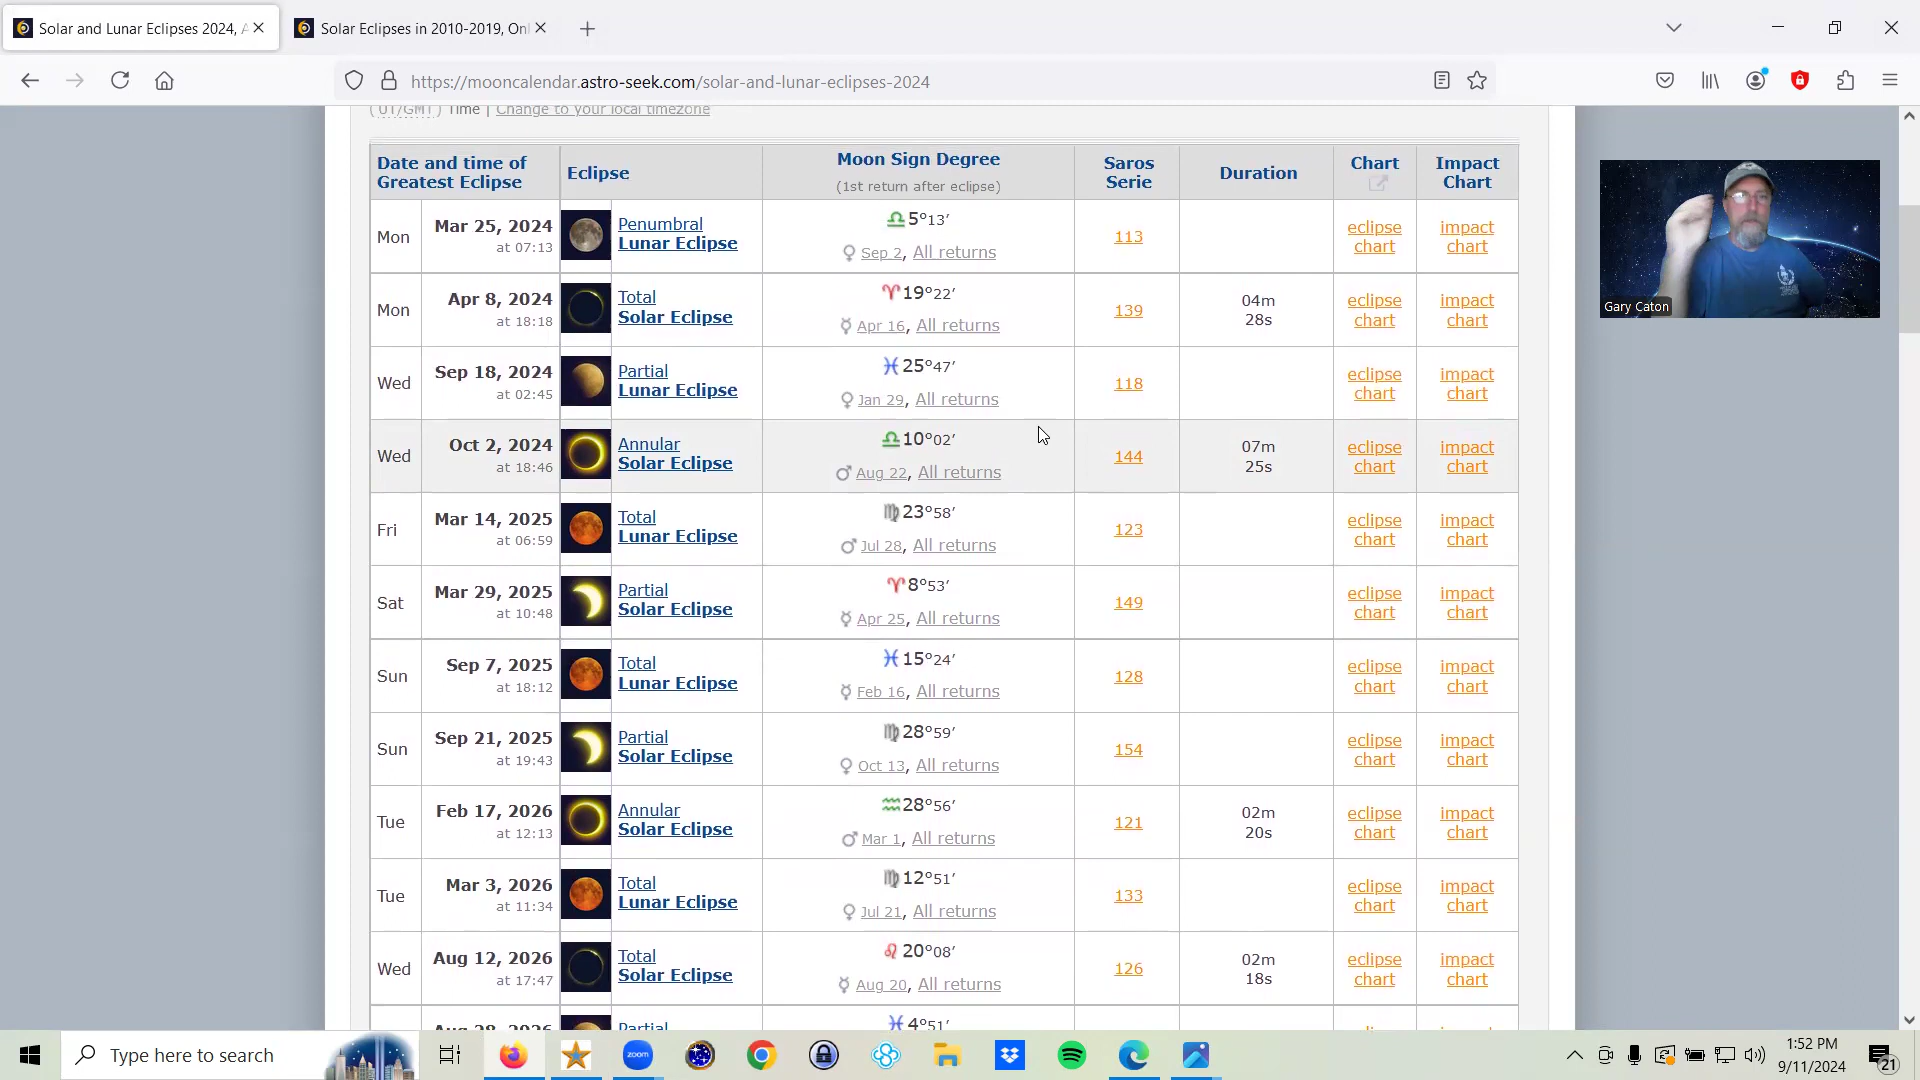 Solar and Lunar Eclipses 2024, A
Solar Eclipses in 2010-2019, Onl
https://mooncalendar.astro-seek.com/solar-and-lunar-eclipses-2024
(UT/GMT) Time | Change to your local timezone
Date and time of Greatest Eclipse Eclipse Moon Sign Degree (1st return after eclipse) Saros Serie Duration Chart Impact Chart
Mon Mar 25, 2024 at 07:13 Penumbral Lunar Eclipse ♎ 5°13’ ♀ Sep 2, All returns 113 eclipse chart impact chart
Mon Apr 8, 2024 at 18:18 Total Solar Eclipse ♈ 19°22’ ☿ Apr 16, All returns 139 04m 28s eclipse chart impact chart
Wed Sep 18, 2024 at 02:45 Partial Lunar Eclipse ♓ 25°47’ ♀ Jan 29, All returns 118 eclipse chart impact chart
Wed Oct 2, 2024 at 18:46 Annular Solar Eclipse ♎ 10°02’ ♂ Aug 22, All returns 144 07m 25s eclipse chart impact chart
Fri Mar 14, 2025 at 06:59 Total Lunar Eclipse ♍ 23°58’ ♂ Jul 28, All returns 123 eclipse chart impact chart
Sat Mar 29, 2025 at 10:48 Partial Solar Eclipse ♈ 8°53’ ☿ Apr 25, All returns 149 eclipse chart impact chart
Sun Sep 7, 2025 at 18:12 Total Lunar Eclipse ♓ 15°24’ ☿ Feb 16, All returns 128 eclipse chart impact chart
Sun Sep 21, 2025 at 19:43 Partial Solar Eclipse ♍ 28°59’ ♀ Oct 13, All returns 154 eclipse chart impact chart
Tue Feb 17, 2026 at 12:13 Annular Solar Eclipse ♒ 28°56’ ♂ Mar 1, All returns 121 02m 20s eclipse chart impact chart
Tue Mar 3, 2026 at 11:34 Total Lunar Eclipse ♍ 12°51’ ♀ Jul 21, All returns 133 eclipse chart impact chart
Wed Aug 12, 2026 at 17:47 Total Solar Eclipse ♌ 20°08’ ☿ Aug 20, All returns 126 02m 18s eclipse chart impact chart
Aug 28, 2026 Partial ♓ 4°51’
Gary Caton
Type here to search
zoom
1:52 PM
9/11/2024
21